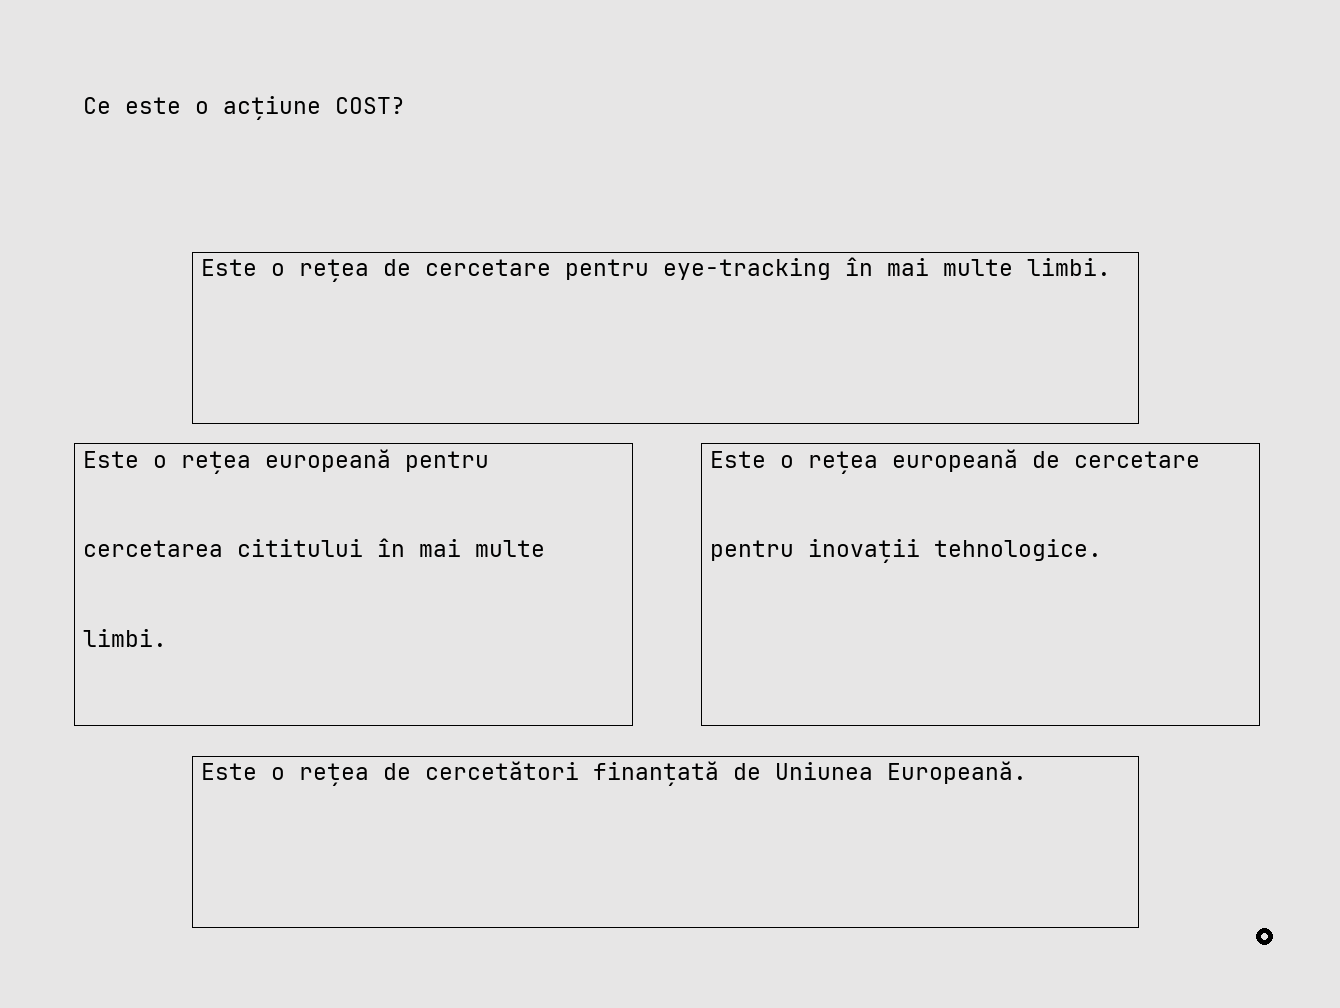 Ce este o acțiune COST?
Este o rețea de cercetare pentru eye-tracking în mai multe limbi.
Este o rețea europeană pentru
cercetarea cititului în mai multe
limbi.
Este o rețea europeană de cercetare
pentru inovații tehnologice.
Este o rețea de cercetători finanțată de Uniunea Europeană.